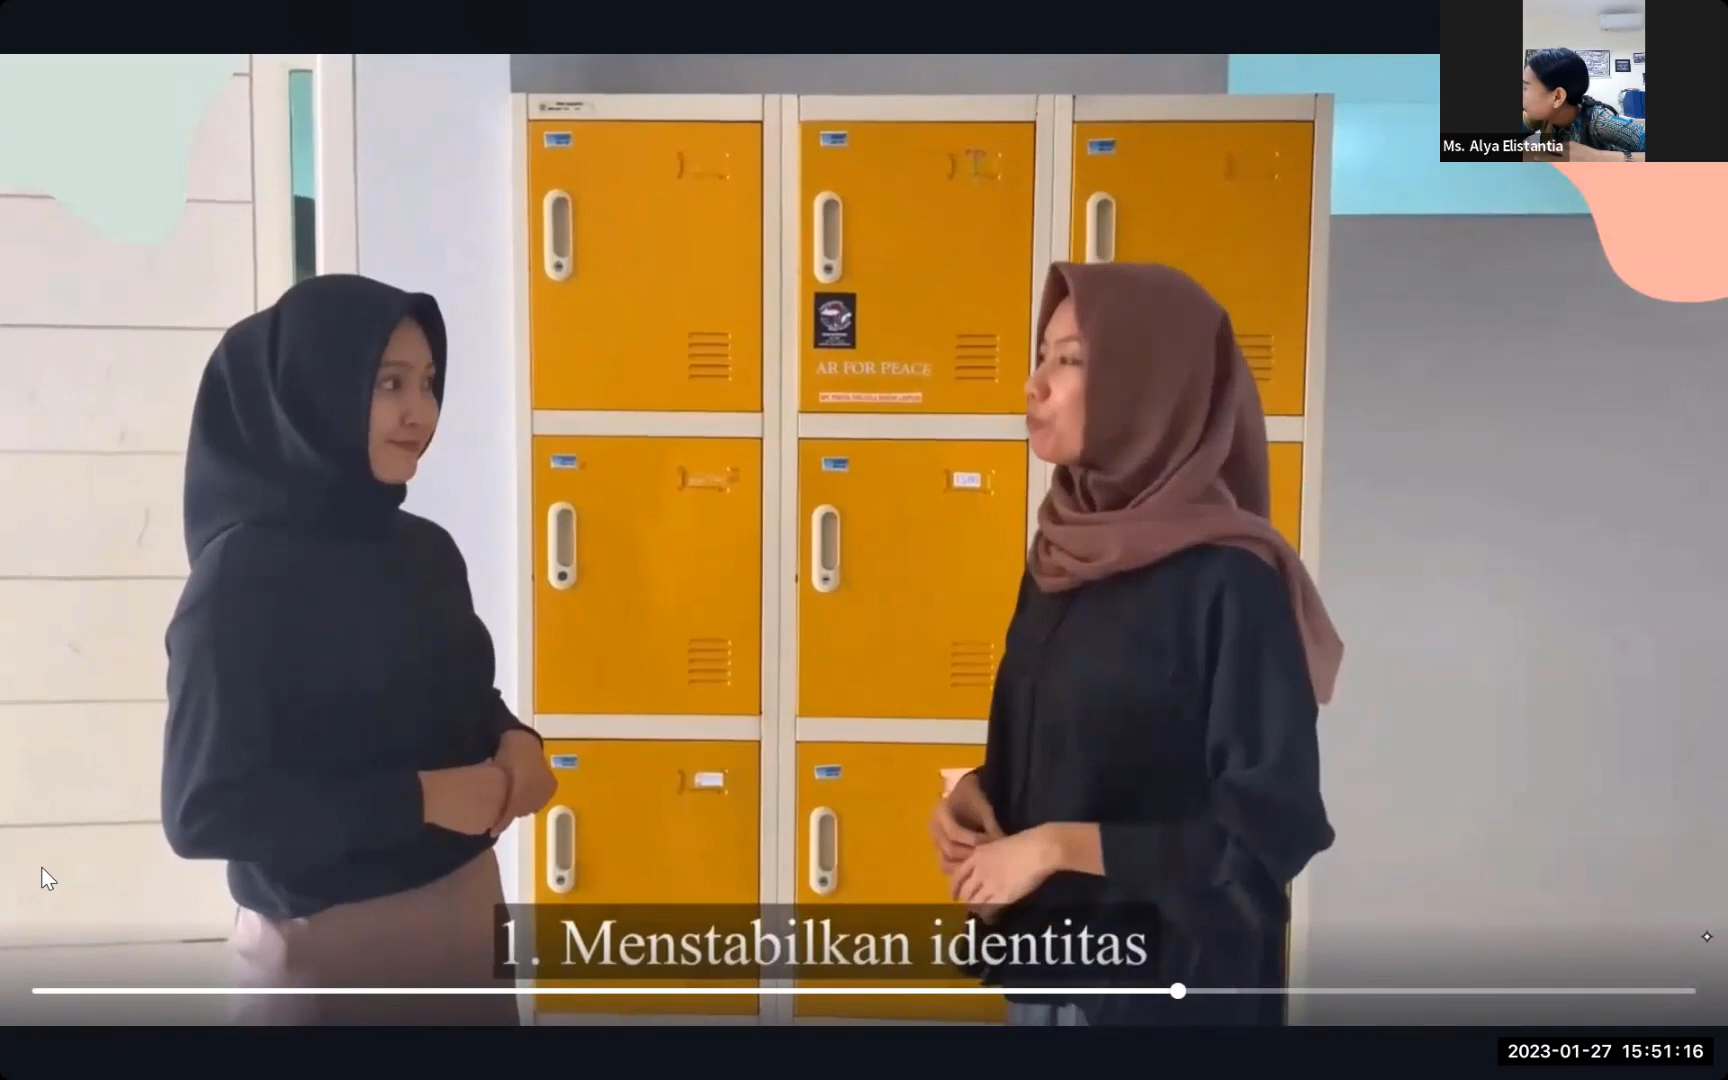 Ms. Alya Elistantia
AR FOR PEACE
1. Menstabilkan identitas
2023-01-27 15:51:16